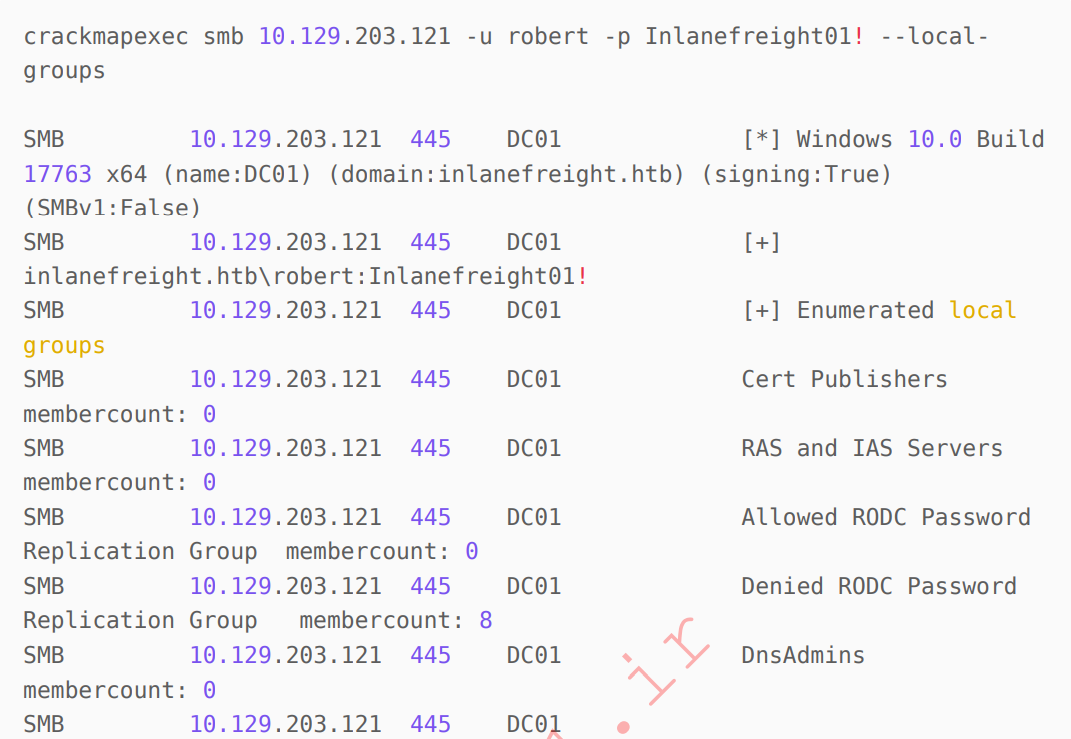 crackmapexec smb 10.129.203.121 -u robert -p Inlanefreight01! --local-
groups
SMB 10.129.203.121 445 DC01 [*] Windows 10.0 Build
17763 x64 (name:DC01) (domain:inlanefreight.htb) (signing:True)
(SMBv1:False)
SMB 10.129.203.121 445 DC01 [+]
inlanefreight.htb\robert:Inlanefreight01!
SMB 10.129.203.121 445 DC01 [+] Enumerated local
groups
SMB 10.129.203.121 445 DC01 Cert Publishers
membercount: 0
SMB 10.129.203.121 445 DC01 RAS and IAS Servers
membercount: 0
SMB 10.129.203.121 445 DC01 Allowed RODC Password
Replication Group membercount: 0
SMB 10.129.203.121 445 DC01 Denied RODC Password
Replication Group membercount: 8
SMB 10.129.203.121 445 DC01 DnsAdmins
membercount: 0
SMB 10.129.203.121 445 DC01
.ir